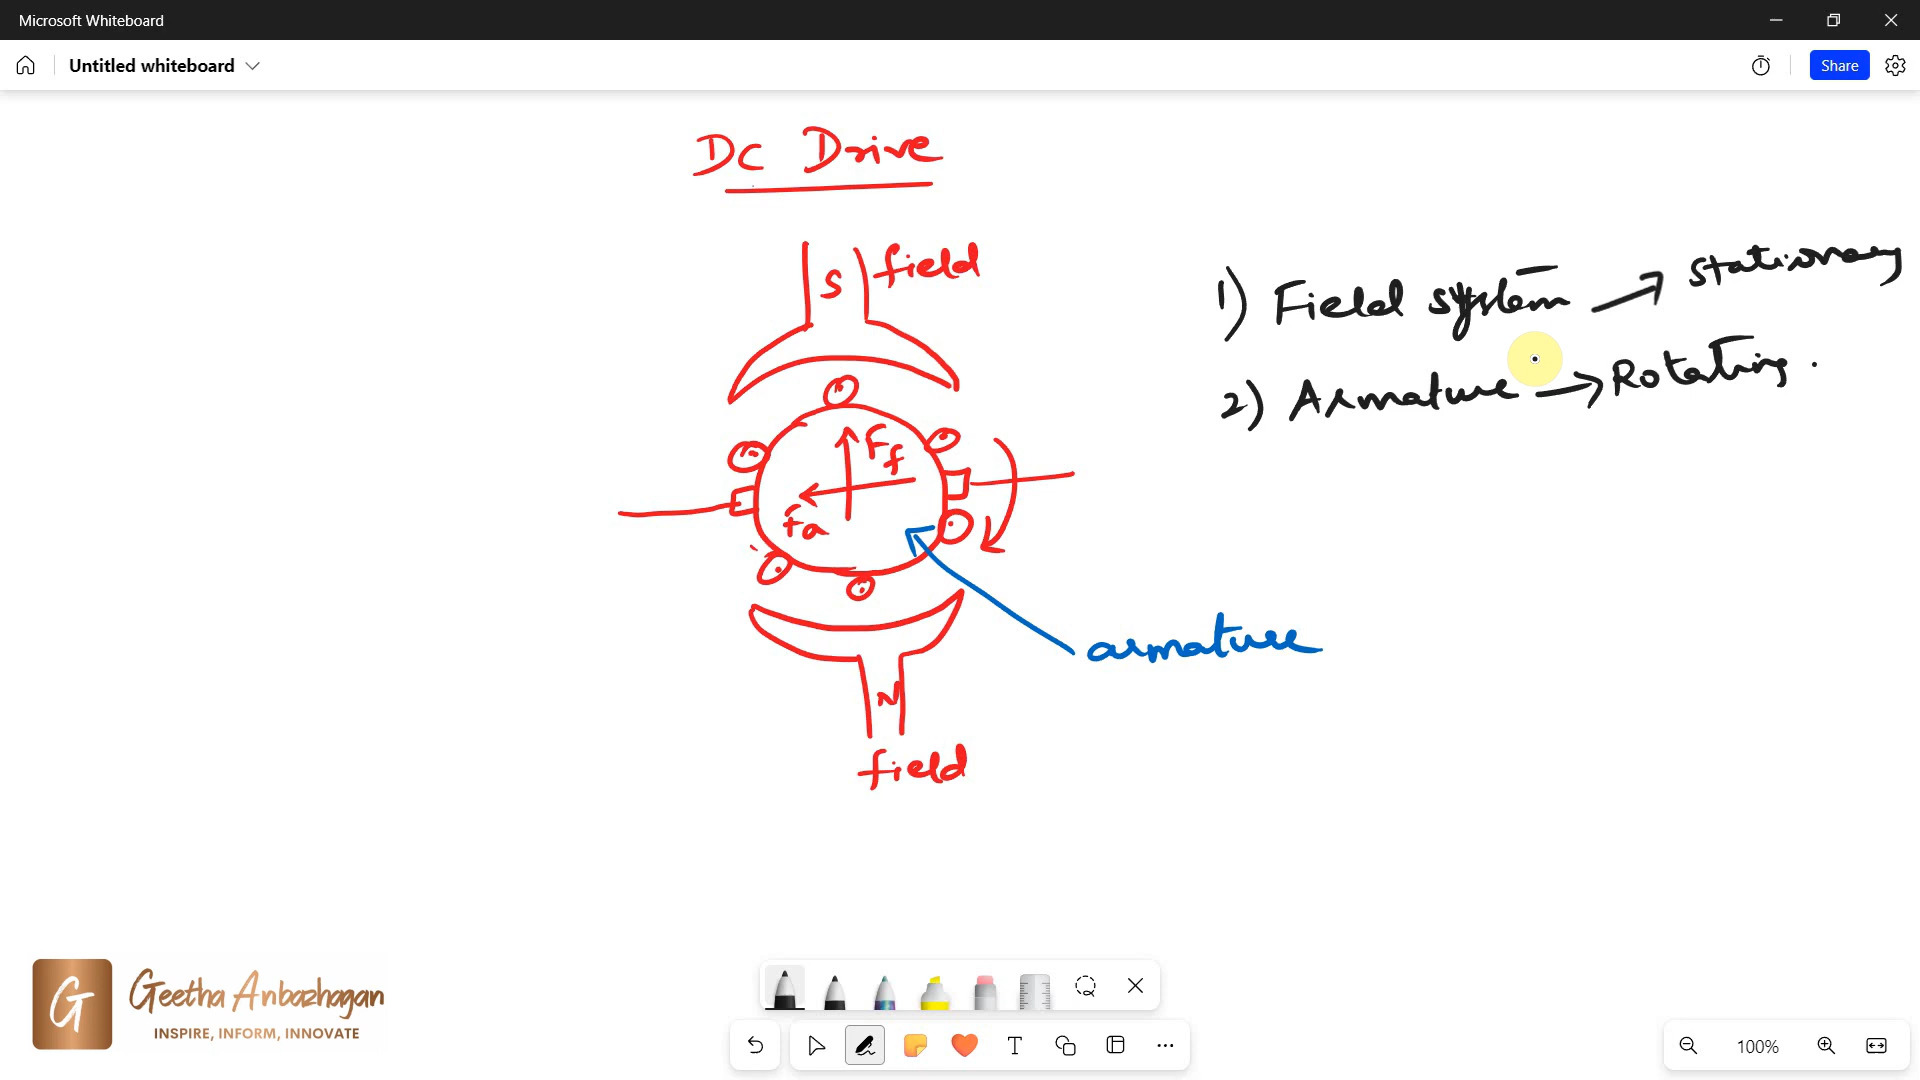 Microsoft Whiteboard
Untitled whiteboard
Share
DC Drive
S
field
1) Field system → stationary
2) Armature → Rotating.
Ff
Fa
armature
N
field
G
Geetha Anbazhagan
INSPIRE, INFORM, INNOVATE
T
100%